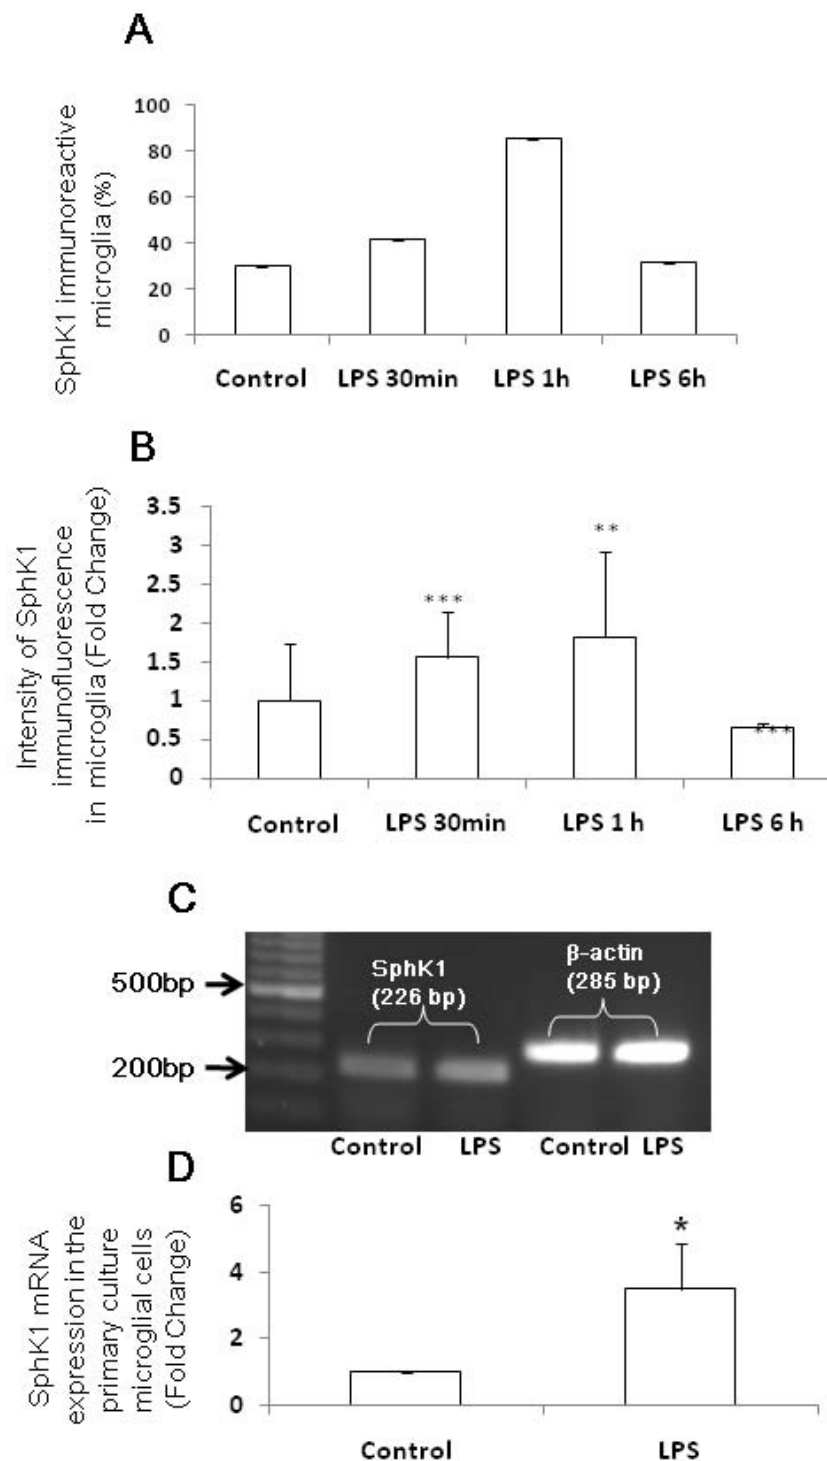 A
SphK1 immunoreactive
microglia (%)
100
80
60
40
20
0
Control LPS 30min LPS 1h LPS 6h
B
Intensity of SphK1
immunofluorescence
in microglia (Fold Change)
3.5
3
2.5
2
1.5
1
0.5
0
***
**
***
Control LPS 30min LPS 1 h LPS 6 h
C
500bp
200bp
SphK1
(226 bp)
β-actin
(285 bp)
Control LPS Control LPS
D
SphK1 mRNA
expression in the
primary culture
microglial cells
(Fold Change)
6
4
2
0
*
Control LPS